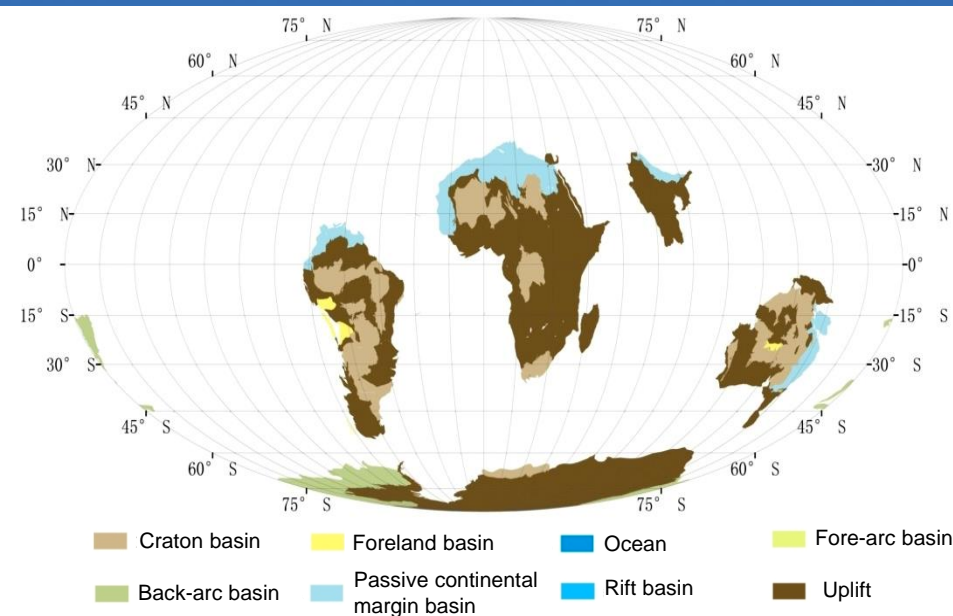 75° N 75° N
60° N 60° N
45° N 45° N
30° N 30° N
15° N 15° N
0° 0°
15° S 15° S
30° S 30° S
45° S 45° S
60° S 60° S
75° S 75° S
Craton basin Foreland basin Ocean Fore-arc basin
Back-arc basin Passive continental margin basin Rift basin Uplift